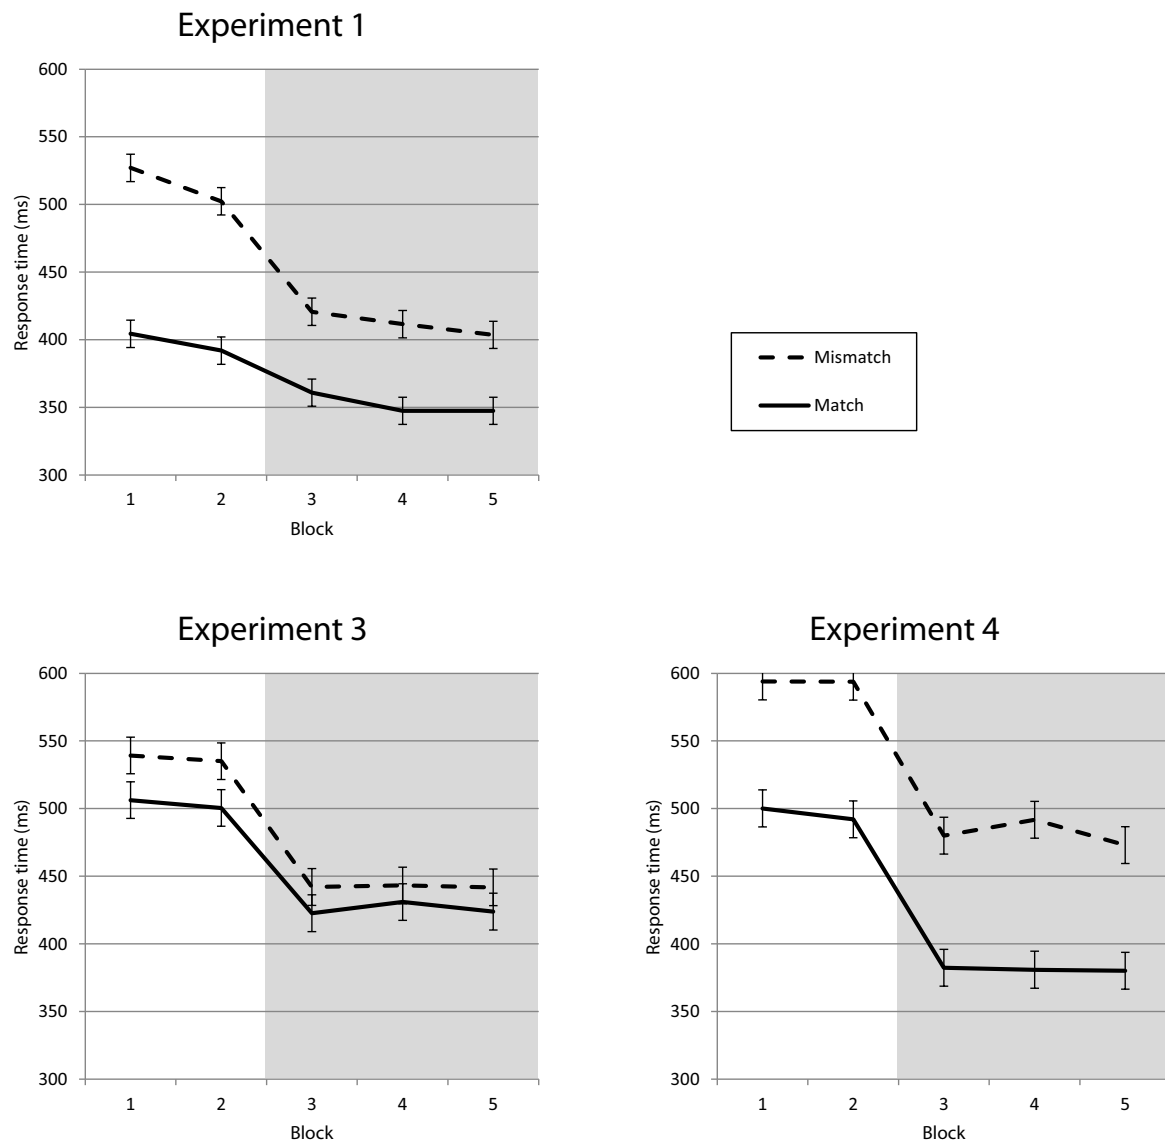 Experiment 1
600
550
500
450
400
350
300
Response time (ms)
1 2 3 4 5
Block
Mismatch
Match
Experiment 3
600
550
500
450
400
350
300
Response time (ms)
1 2 3 4 5
Block
Experiment 4
600
550
500
450
400
350
300
Response time (ms)
1 2 3 4 5
Block